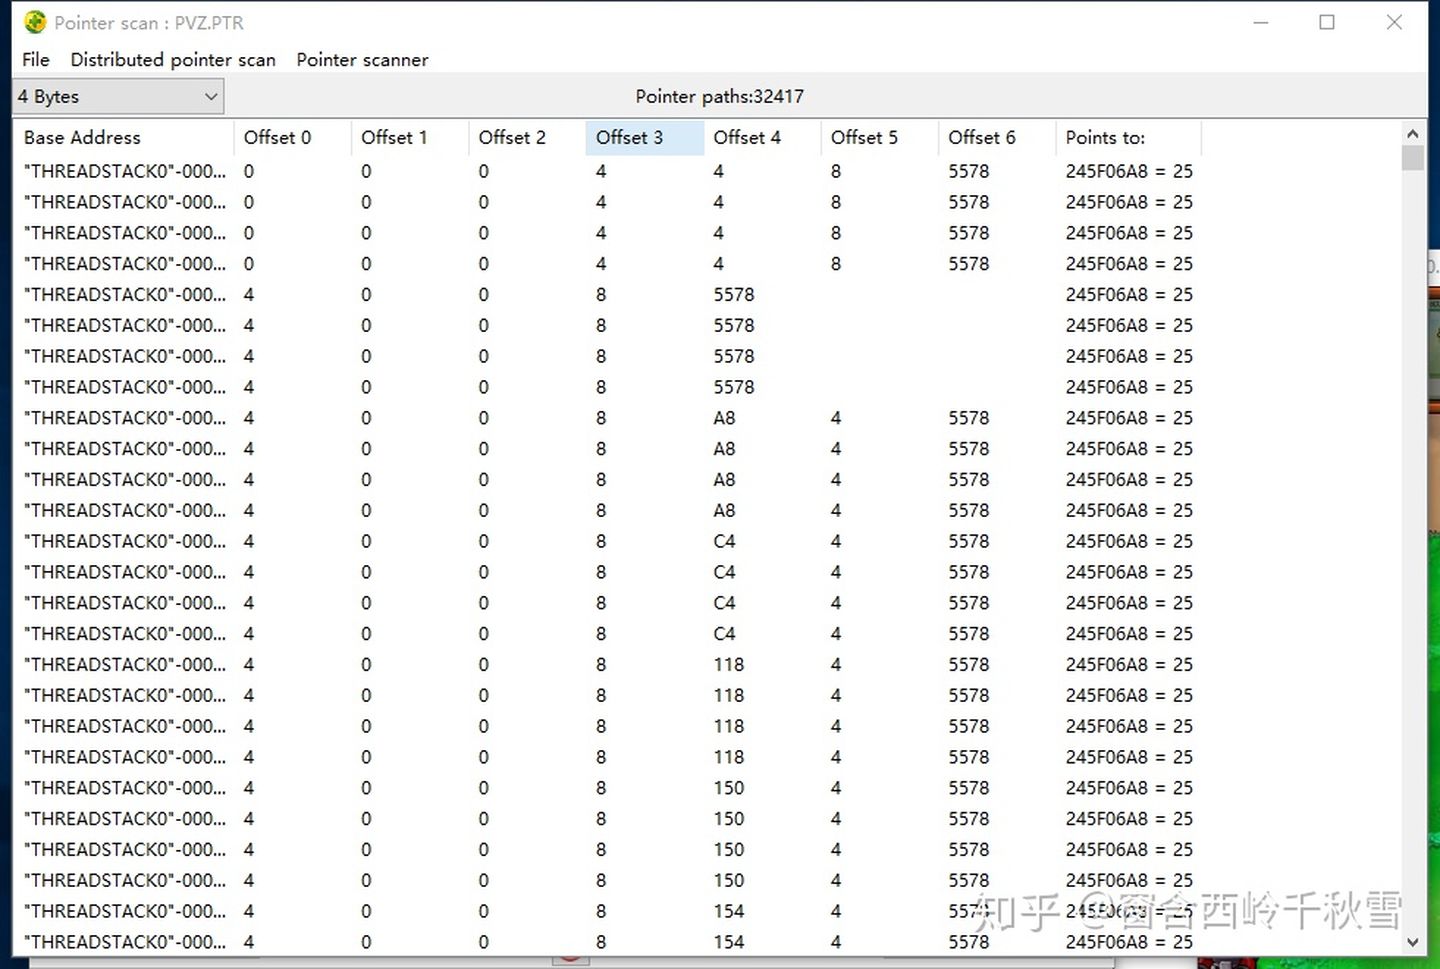 Pointer scan : PVZ.PTR
File Distributed pointer scan Pointer scanner
4 Bytes Pointer paths:32417
Base Address Offset 0 Offset 1 Offset 2 Offset 3 Offset 4 Offset 5 Offset 6 Points to:
"THREADSTACK0"-000... 0 0 0 4 4 8 5578 245F06A8 = 25
"THREADSTACK0"-000... 0 0 0 4 4 8 5578 245F06A8 = 25
"THREADSTACK0"-000... 0 0 0 4 4 8 5578 245F06A8 = 25
"THREADSTACK0"-000... 0 0 0 4 4 8 5578 245F06A8 = 25
"THREADSTACK0"-000... 4 0 0 8 5578 245F06A8 = 25
"THREADSTACK0"-000... 4 0 0 8 5578 245F06A8 = 25
"THREADSTACK0"-000... 4 0 0 8 5578 245F06A8 = 25
"THREADSTACK0"-000... 4 0 0 8 5578 245F06A8 = 25
"THREADSTACK0"-000... 4 0 0 8 A8 4 5578 245F06A8 = 25
"THREADSTACK0"-000... 4 0 0 8 A8 4 5578 245F06A8 = 25
"THREADSTACK0"-000... 4 0 0 8 A8 4 5578 245F06A8 = 25
"THREADSTACK0"-000... 4 0 0 8 A8 4 5578 245F06A8 = 25
"THREADSTACK0"-000... 4 0 0 8 C4 4 5578 245F06A8 = 25
"THREADSTACK0"-000... 4 0 0 8 C4 4 5578 245F06A8 = 25
"THREADSTACK0"-000... 4 0 0 8 C4 4 5578 245F06A8 = 25
"THREADSTACK0"-000... 4 0 0 8 C4 4 5578 245F06A8 = 25
"THREADSTACK0"-000... 4 0 0 8 118 4 5578 245F06A8 = 25
"THREADSTACK0"-000... 4 0 0 8 118 4 5578 245F06A8 = 25
"THREADSTACK0"-000... 4 0 0 8 118 4 5578 245F06A8 = 25
"THREADSTACK0"-000... 4 0 0 8 118 4 5578 245F06A8 = 25
"THREADSTACK0"-000... 4 0 0 8 150 4 5578 245F06A8 = 25
"THREADSTACK0"-000... 4 0 0 8 150 4 5578 245F06A8 = 25
"THREADSTACK0"-000... 4 0 0 8 150 4 5578 245F06A8 = 25
"THREADSTACK0"-000... 4 0 0 8 150 4 5578 245F06A8 = 25
"THREADSTACK0"-000... 4 0 0 8 154 4 5578 245F06A8 = 25
"THREADSTACK0"-000... 4 0 0 8 154 4 5578 245F06A8 = 25
知乎 @窗含西岭千秋雪